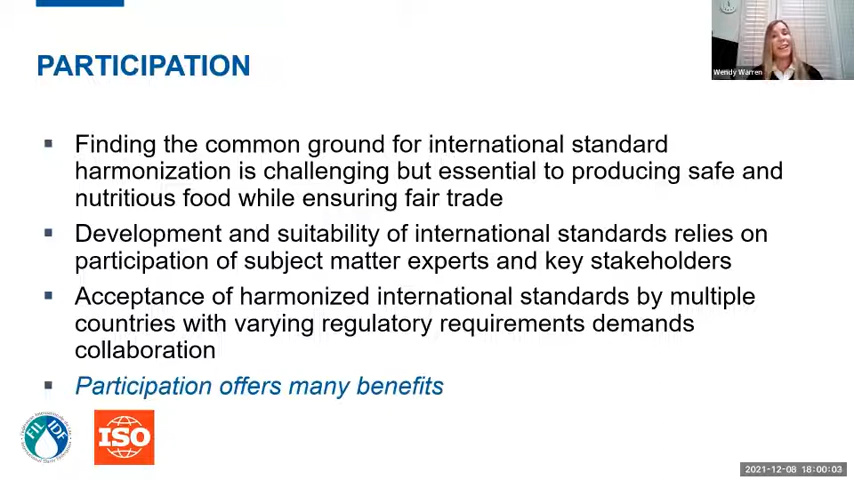 PARTICIPATION
Wendy Warren
▪ Finding the common ground for international standard
harmonization is challenging but essential to producing safe and
nutritious food while ensuring fair trade
▪ Development and suitability of international standards relies on
participation of subject matter experts and key stakeholders
▪ Acceptance of harmonized international standards by multiple
countries with varying regulatory requirements demands
collaboration
▪ Participation offers many benefits
FIL IDF
ISO
2021-12-08 18:00:03